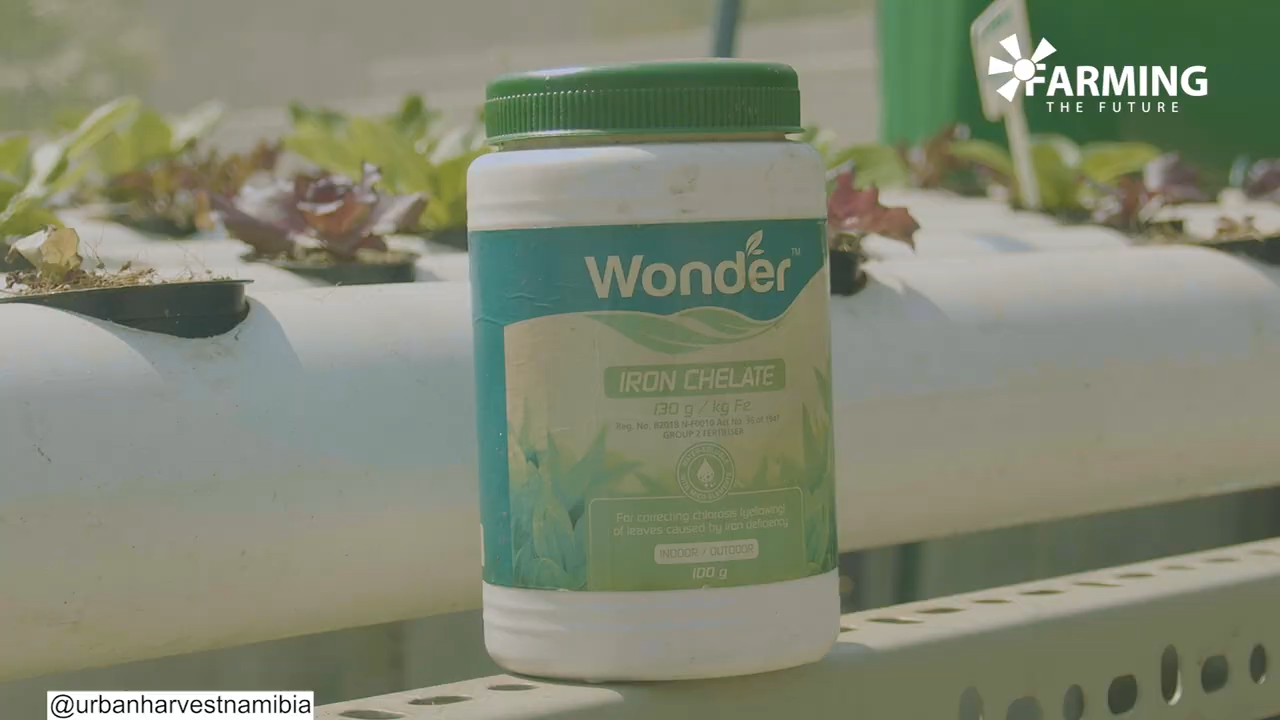 FARMING
THE FUTURE
Wonder™
IRON CHELATE
130 g / kg Fe
GROUP 2 FERTILISER
For correcting chlorosis (yellowing)
of leaves caused by iron deficiency
INDOOR / OUTDOOR
100 g
@urbanharvestnamibia